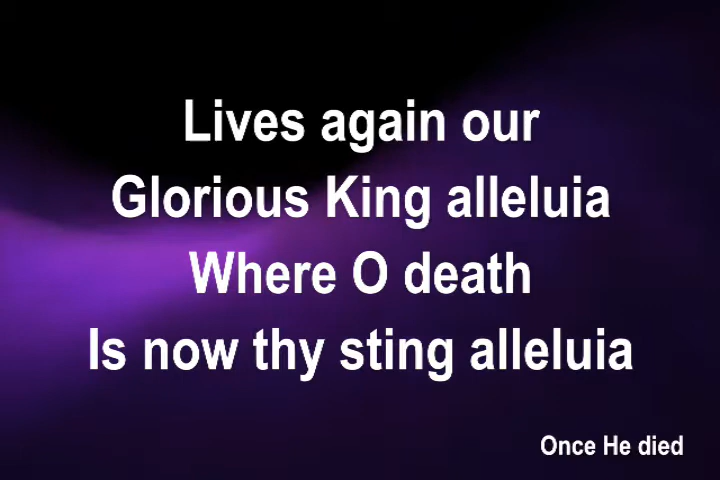 Lives again our
Glorious King alleluia
Where O death
Is now thy sting alleluia
Once He died